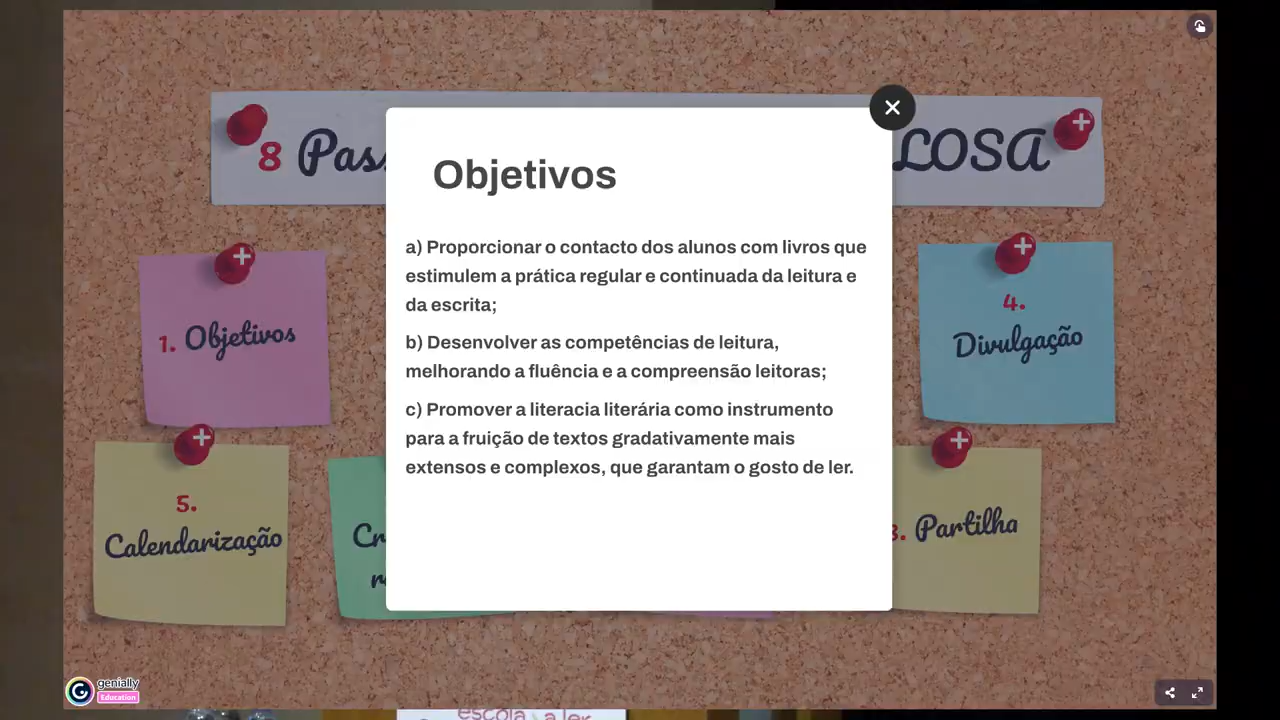 8 Pas
LOSA
Objetivos
a) Proporcionar o contacto dos alunos com livros que
estimulem a prática regular e continuada da leitura e
da escrita;
b) Desenvolver as competências de leitura,
melhorando a fluência e a compreensão leitoras;
c) Promover a literacia literária como instrumento
para a fruição de textos gradativamente mais
extensos e complexos, que garantam o gosto de ler.
1. Objetivos
4.
Divulgação
5.
Calendarização
Cr
3. Partilha
genially
Education
escola a ler